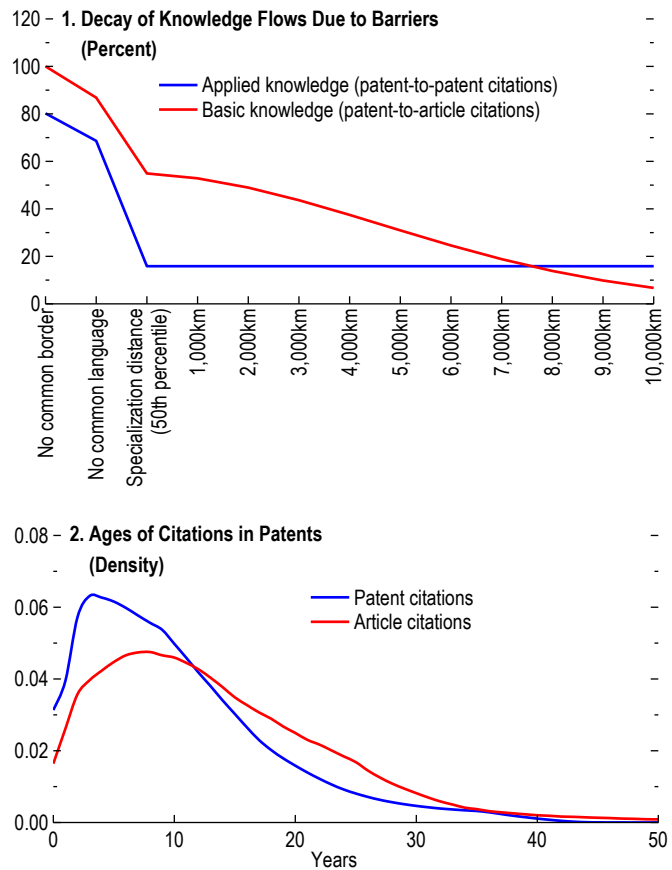 1. Decay of Knowledge Flows Due to Barriers
(Percent)
Applied knowledge (patent-to-patent citations)
Basic knowledge (patent-to-article citations)
120
100
80
60
40
20
0
No common border
No common language
Specialization distance
(50th percentile)
1,000km
2,000km
3,000km
4,000km
5,000km
6,000km
7,000km
8,000km
9,000km
10,000km
2. Ages of Citations in Patents
(Density)
Patent citations
Article citations
0.08
0.06
0.04
0.02
0.00
0
10
20
30
40
50
Years